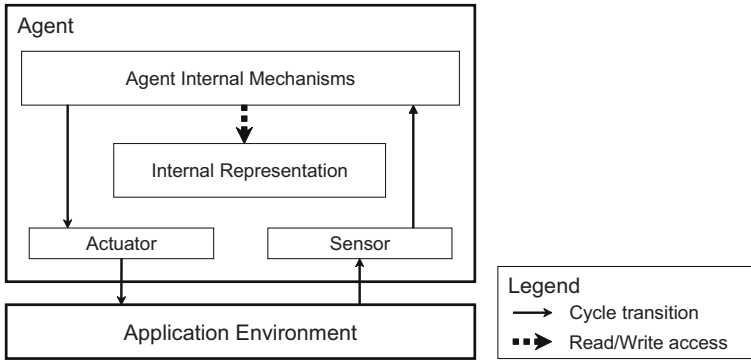 Agent
Agent Internal Mechanisms
Internal Representation
Actuator
Sensor
Application Environment
Legend
Cycle transition
Read/Write access